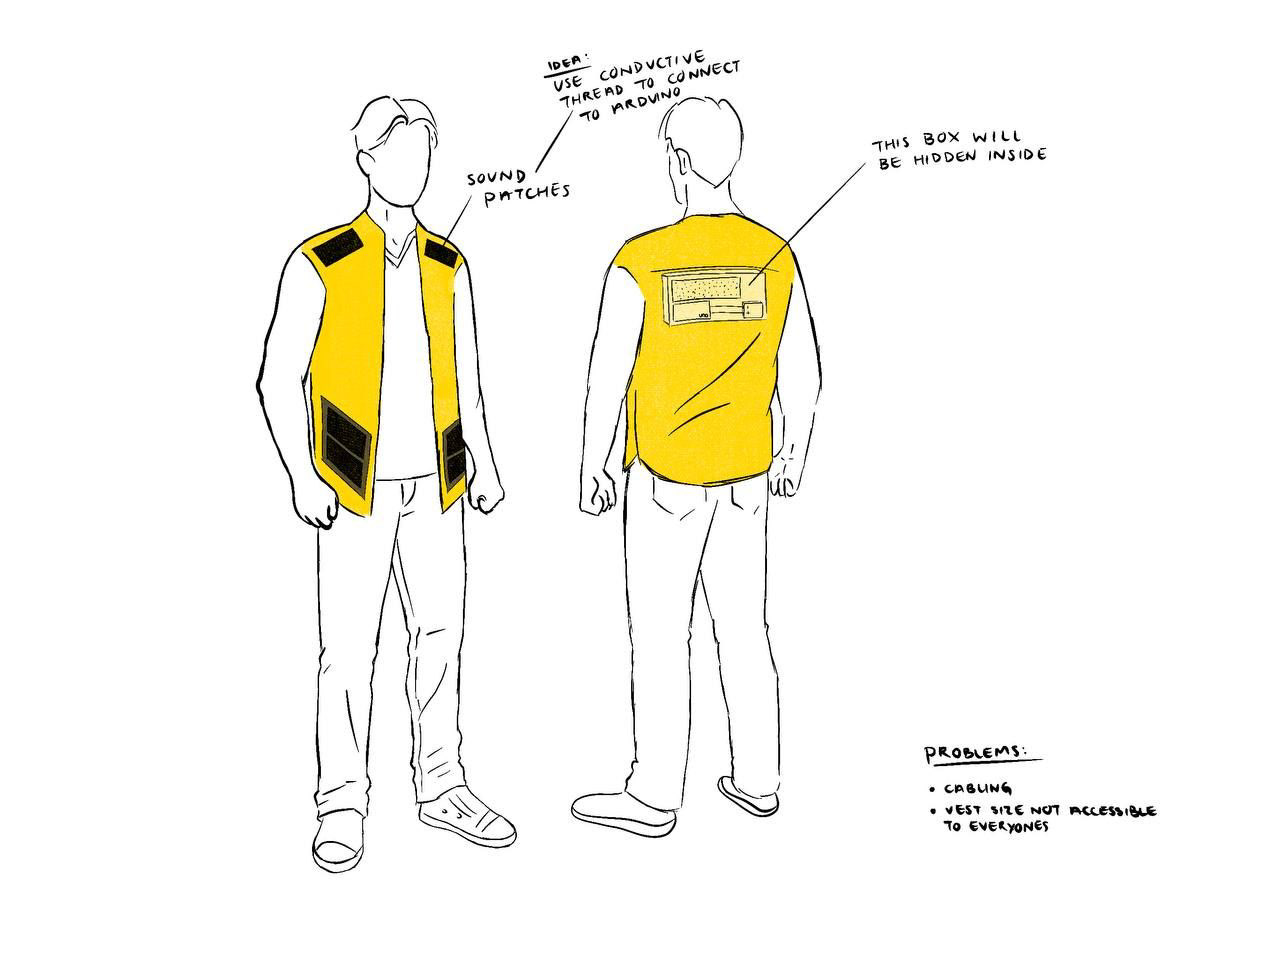 IDEA:
USE CONDUCTIVE
THREAD TO CONNECT
TO ARDUINO
SOUND
PATCHES
THIS BOX WILL
BE HIDDEN INSIDE
UNO
PROBLEMS:
• CABLING
• VEST SIZE NOT ACCESSIBLE
TO EVERYONES